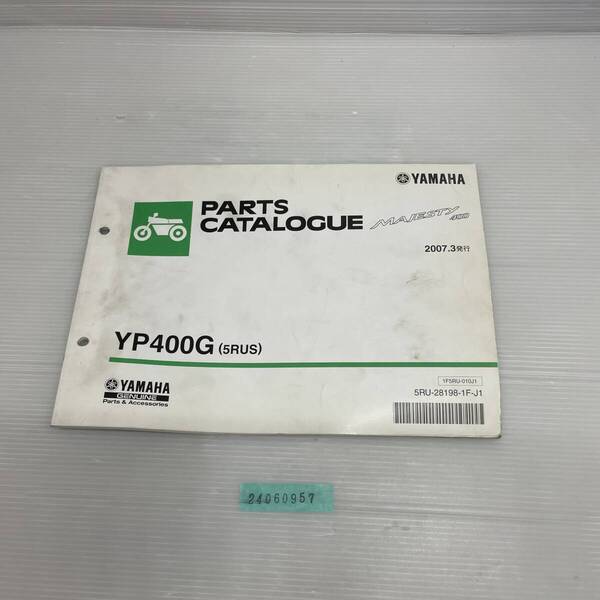 YAMAHA
PARTS
CATALOGUE
MAJESTY 400
2007.3発行
YP400G (5RUS)
1F5RU-010J1
YAMAHA
GENUINE
Parts & Accessories
5RU-28198-1F-J1
24060957